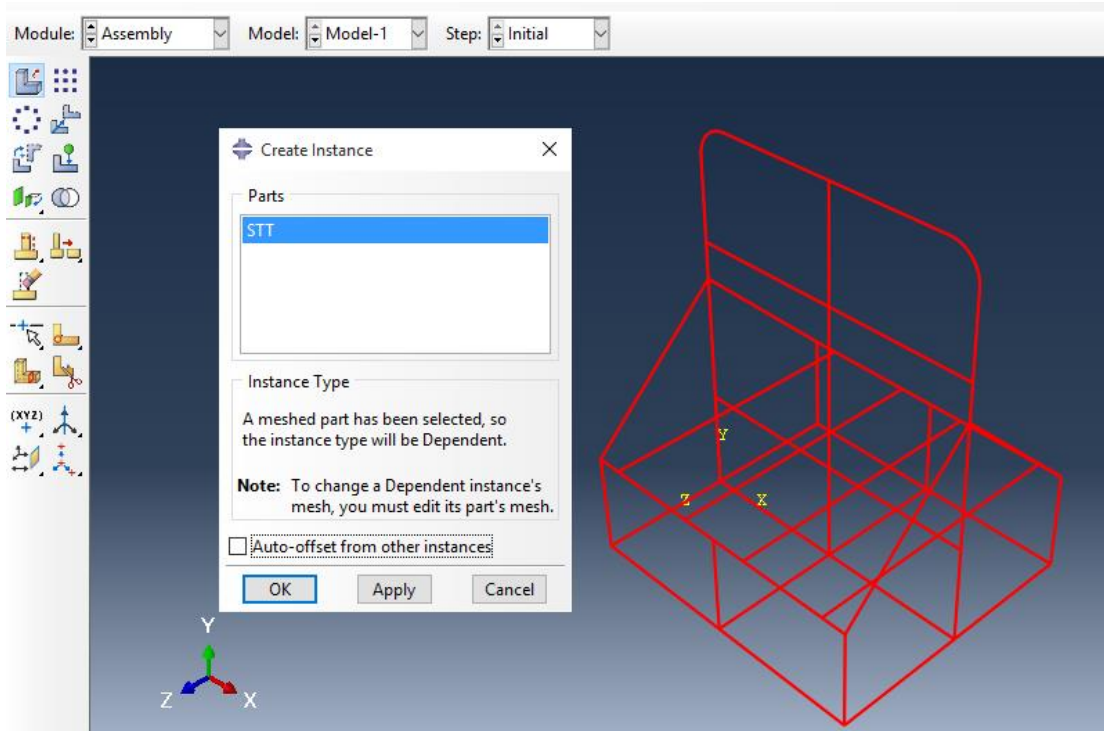 Module: Assembly Model: Model-1 Step: Initial
Create Instance
Parts
STT
Instance Type
A meshed part has been selected, so
the instance type will be Dependent.
Note: To change a Dependent instance's
mesh, you must edit its part's mesh.
Auto-offset from other instances
OK Apply Cancel
(XYZ)
Y
Z X
Y
Z X